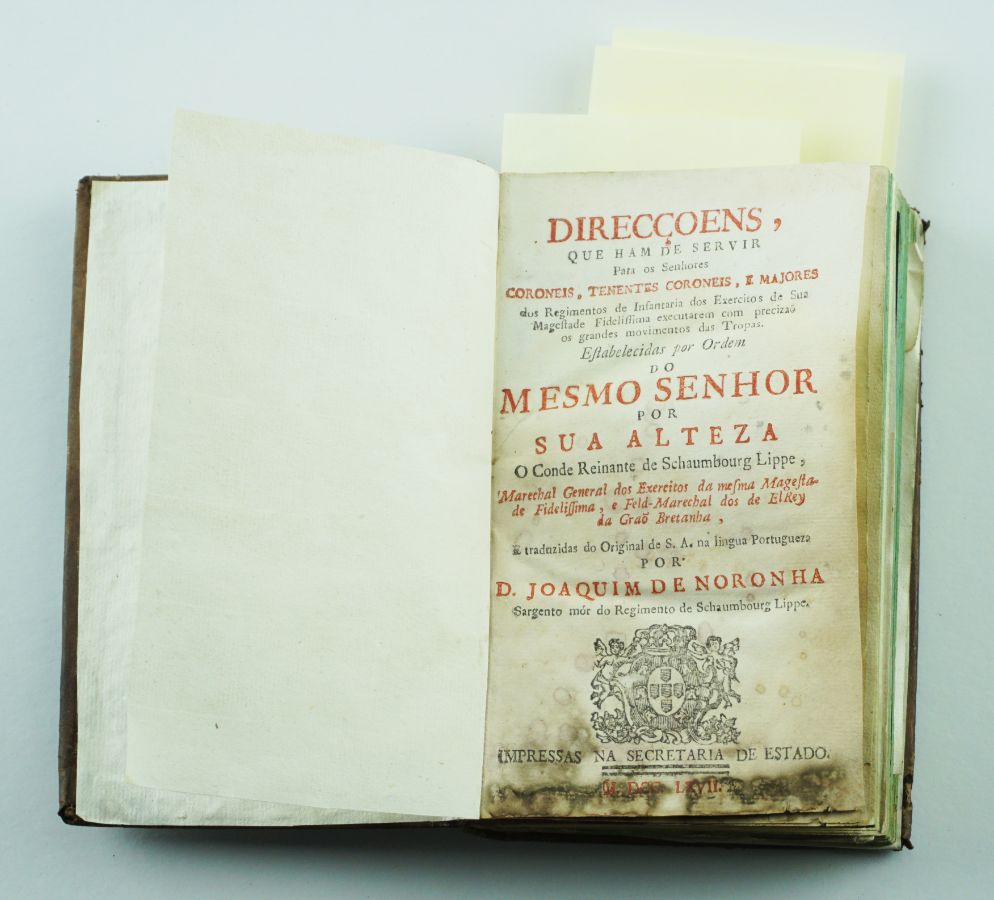 DIRECÇOENS,
QUE HAM DE SERVIR
Para os Senhores
CORONEIS, TENENTES CORONEIS, E MAJORES
dos Regimentos de Infantaria dos Exercitos de Sua
Mageſtade Fideliſſima executarem com precizaõ
os grandes movimentos das Tropas.
Eſtabelecidas por Ordem
DO
MESMO SENHOR
POR
SUA ALTEZA
O Conde Reinante de Schaumbourg Lippe,
Marechal General dos Exercitos da meſma Mageſta-
de Fideliſſima, e Feld-Marechal dos de ElRey
da Graõ Bretanha,
E traduzidas do Original de S. A. na lingua Portugueza
POR
D. JOAQUIM DE NORONHA
Sargento mór do Regimento de Schaumbourg Lippe.
IMPRESSAS NA SECRETARIA DE ESTADO.
M. DCC. LXVII.